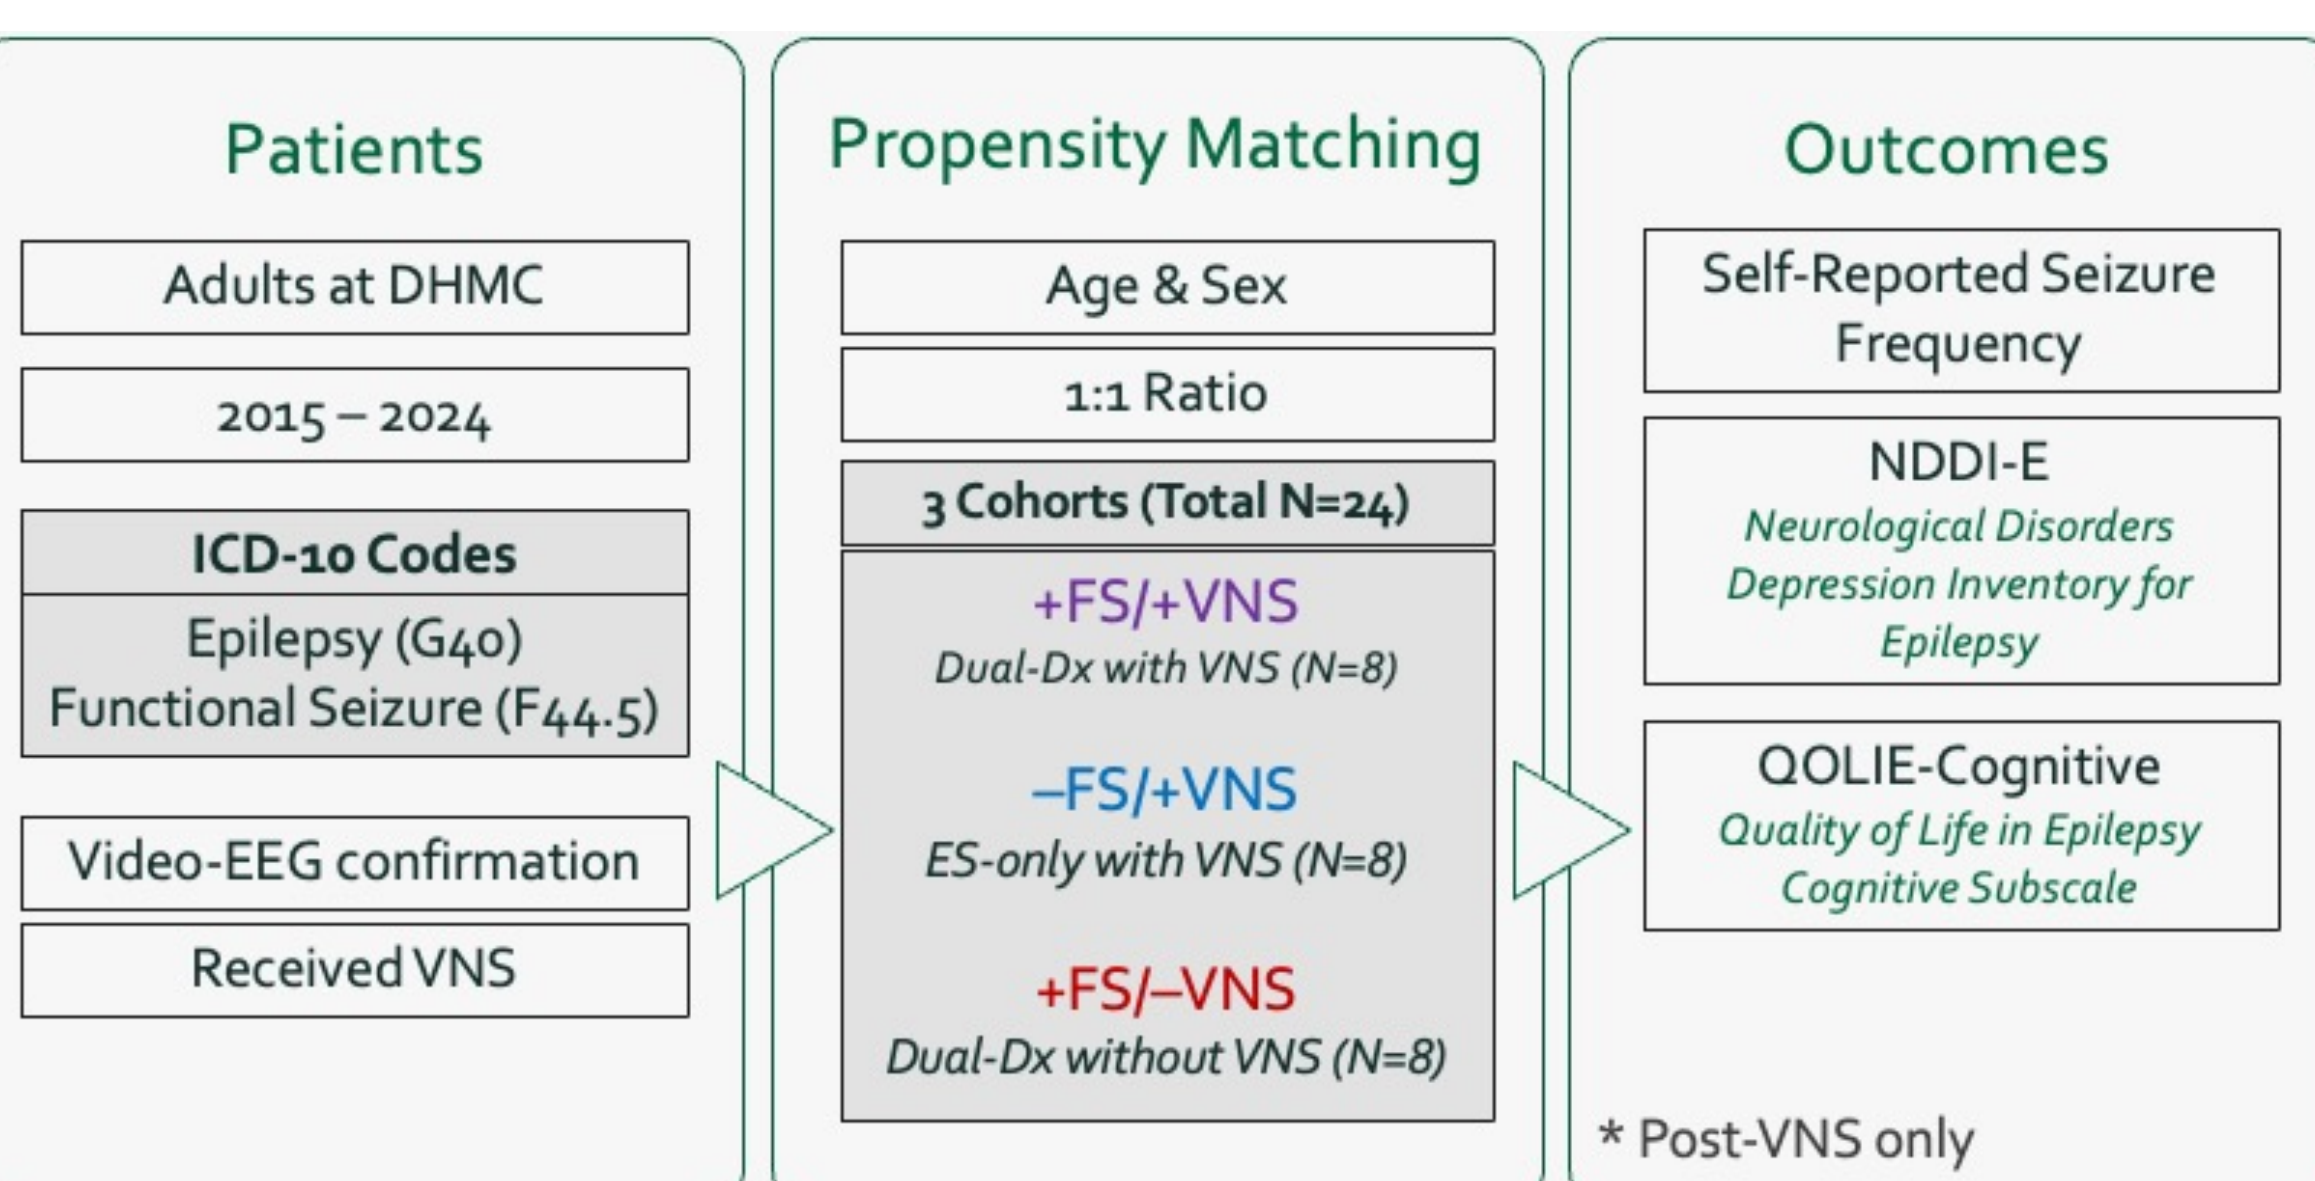 Patients
Adults at DHMC
2015 – 2024
ICD-10 Codes
Epilepsy (G40)
Functional Seizure (F44.5)
Video-EEG confirmation
Received VNS
Propensity Matching
Age & Sex
1:1 Ratio
3 Cohorts (Total N=24)
+FS/+VNS
Dual-Dx with VNS (N=8)
–FS/+VNS
ES-only with VNS (N=8)
+FS/–VNS
Dual-Dx without VNS (N=8)
Outcomes
Self-Reported Seizure
Frequency
NDDI-E
Neurological Disorders
Depression Inventory for
Epilepsy
QOLIE-Cognitive
Quality of Life in Epilepsy
Cognitive Subscale
* Post-VNS only